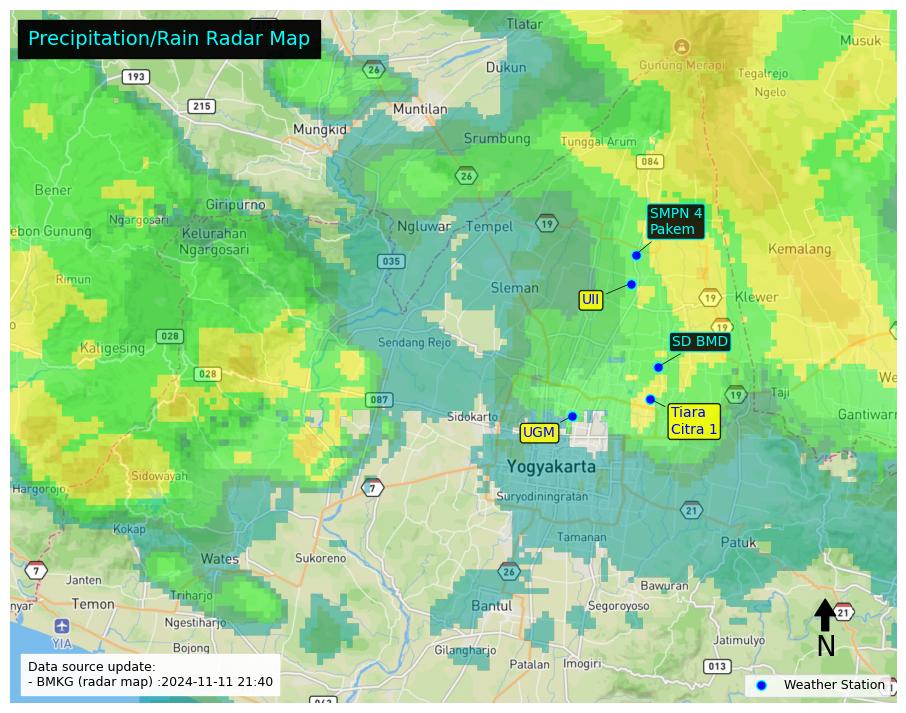 Precipitation/Rain Radar Map
Tlatar
Musuk
26
193
Dukun
Gunung Merapi
Tegalrejo
Ngelo
215
Muntilan
Mungkid
Srumbung
Tunggal Arum
084
26
Bener
Giripurno
Ngargosari
SMPN 4
Pakem
ebon Gunung
Kelurahan
Ngargosari
Ngluwar
Tempel
19
Kemalang
035
Rimun
Sleman
UII
19
Klewer
19
028
Kaligesing
Sendang Rejo
SD BMD
028
We
087
19
Taji
Sidokarto
Tiara
Citra 1
Gantiwarn
UGM
Yogyakarta
Sidowayah
Hargorojo
7
Suryodiningratan
21
Kokap
Tamanan
Patuk
Wates
Sukoreno
7
26
Janten
Triharjo
Bawuran
nyar
Temon
Bantul
Segoroyoso
21
Ngestiharjo
YIA
Bojong
Jatimulyo
Gilangharjo
Patalan
Imogiri
013
N
Data source update:
- BMKG (radar map) :2024-11-11 21:40
Weather Station